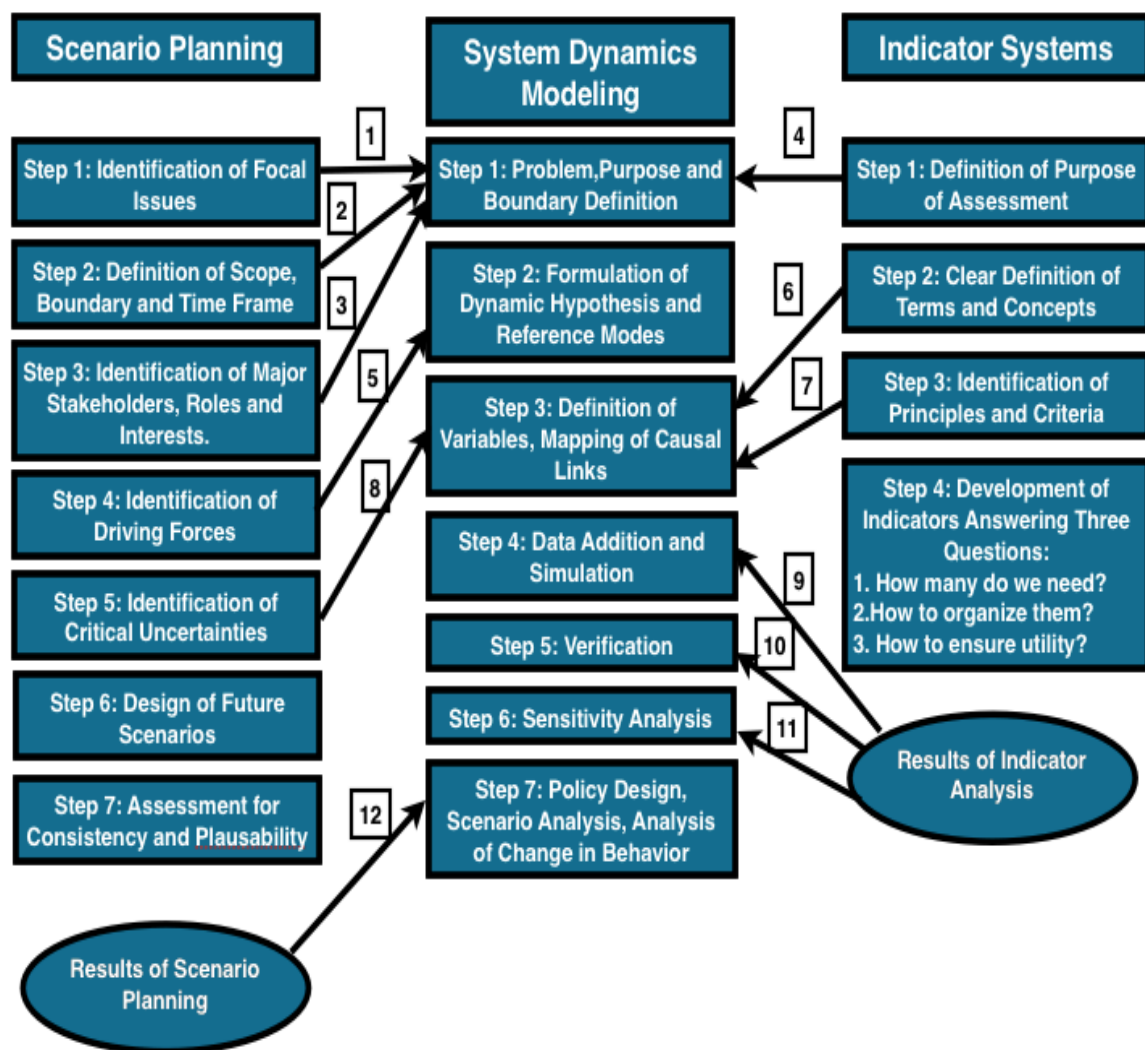 Scenario Planning
Step 1: Identification of Focal
Issues
Step 2: Definition of Scope,
Boundary and Time Frame
Step 3: Identification of Major
Stakeholders, Roles and
Interests.
Step 4: Identification of
Driving Forces
Step 5: Identification of
Critical Uncertainties
Step 6: Design of Future
Scenarios
Step 7: Assessment for
Consistency and Plausability
Results of Scenario
Planning
1
2
3
5
8
12
System Dynamics
Modeling
Step 1: Problem,Purpose and
Boundary Definition
Step 2: Formulation of
Dynamic Hypothesis and
Reference Modes
Step 3: Definition of
Variables, Mapping of Causal
Links
Step 4: Data Addition and
Simulation
Step 5: Verification
Step 6: Sensitivity Analysis
Step 7: Policy Design,
Scenario Analysis, Analysis
of Change in Behavior
4
6
7
9
10
11
Indicator Systems
Step 1: Definition of Purpose
of Assessment
Step 2: Clear Definition of
Terms and Concepts
Step 3: Identification of
Principles and Criteria
Step 4: Development of
Indicators Answering Three
Questions:
1. How many do we need?
2.How to organize them?
3. How to ensure utility?
Results of Indicator
Analysis